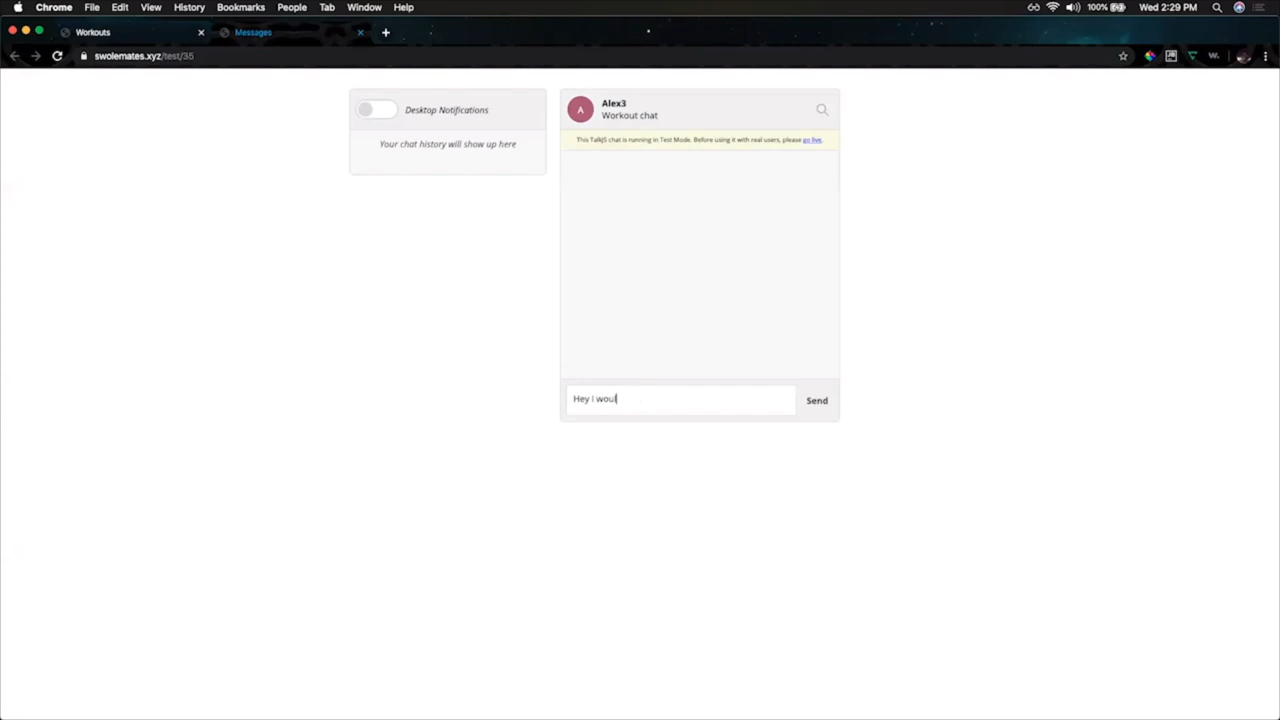 Chrome File Edit View History Bookmarks People Tab Window Help 100% Wed 2:29 PM
Workouts Messages
swolemates.xyz/test/35
Desktop Notifications
Your chat history will show up here
A
Alex3
Workout chat
This TalkJS chat is running in Test Mode. Before using it with real users, please go live.
Hey I woul
Send